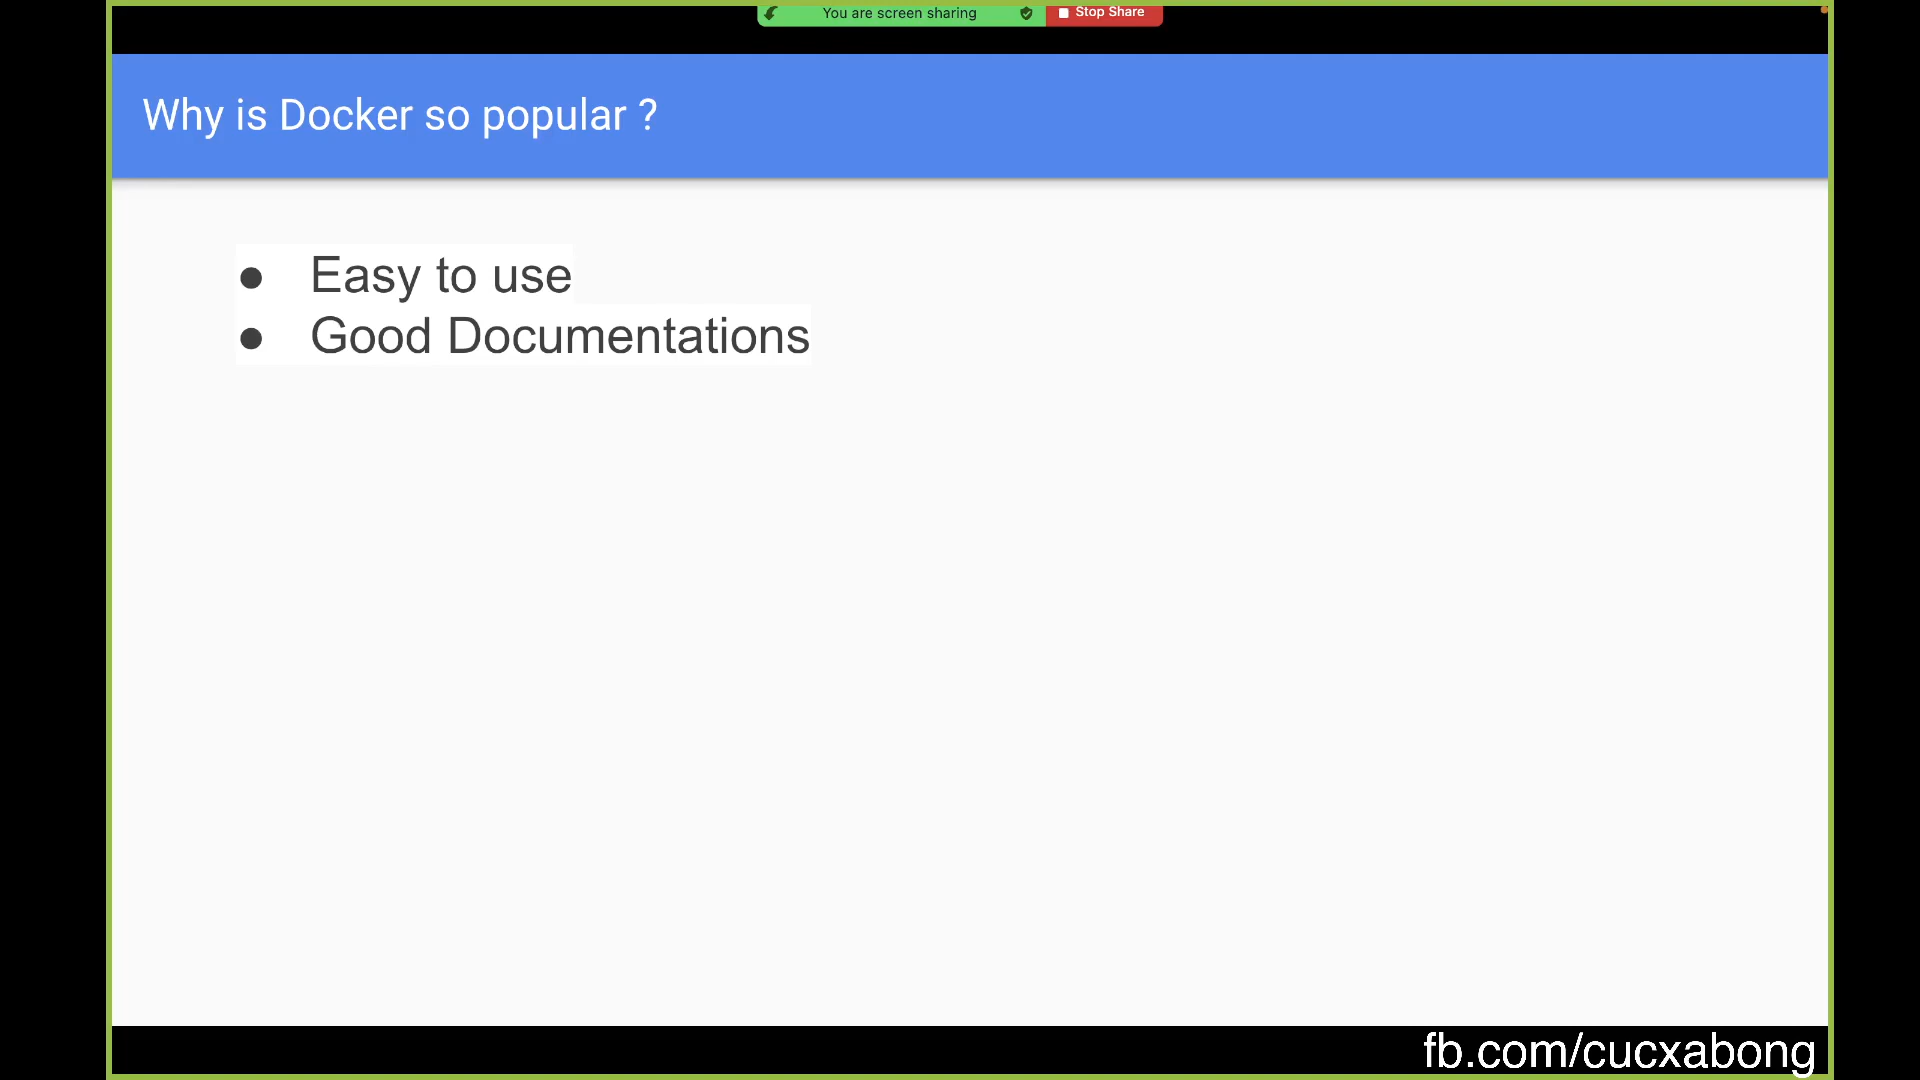 You are screen sharing
Stop Share
Why is Docker so popular ?
● Easy to use
● Good Documentations
fb.com/cucxabong